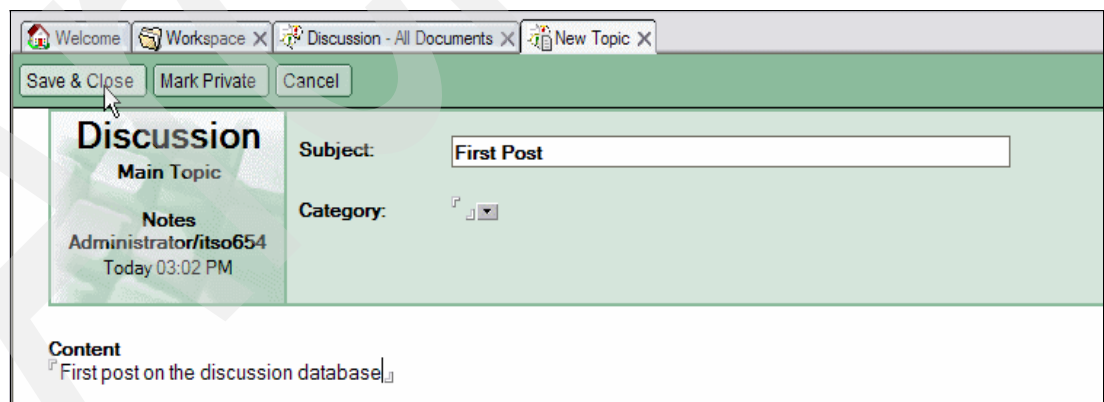 Welcome Workspace Discussion - All Documents New Topic
Save & Close Mark Private Cancel
Discussion
Main Topic
Notes
Administrator/itso654
Today 03:02 PM
Subject: First Post
Category:
Content
First post on the discussion database